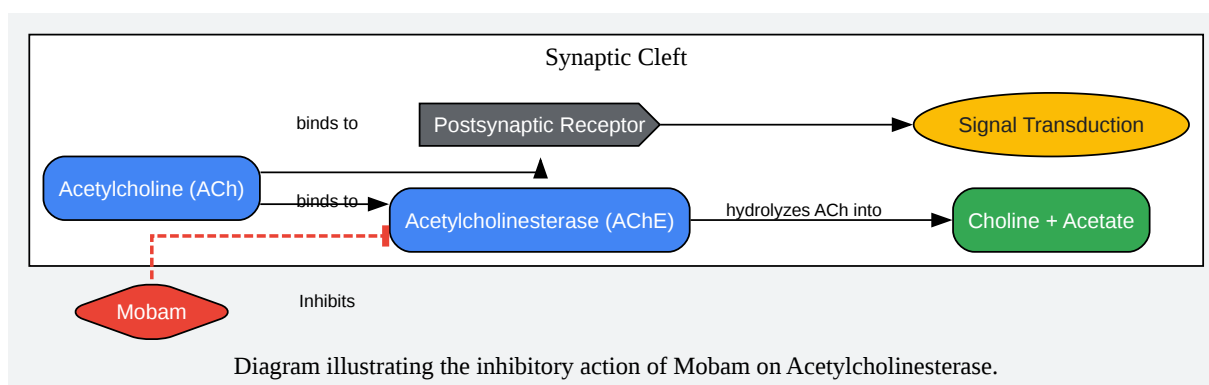 Synaptic Cleft
binds to
Postsynaptic Receptor
Signal Transduction
Acetylcholine (ACh)
binds to
Acetylcholinesterase (AChE)
hydrolyzes ACh into
Choline + Acetate
Mobam
Inhibits
Diagram illustrating the inhibitory action of Mobam on Acetylcholinesterase.